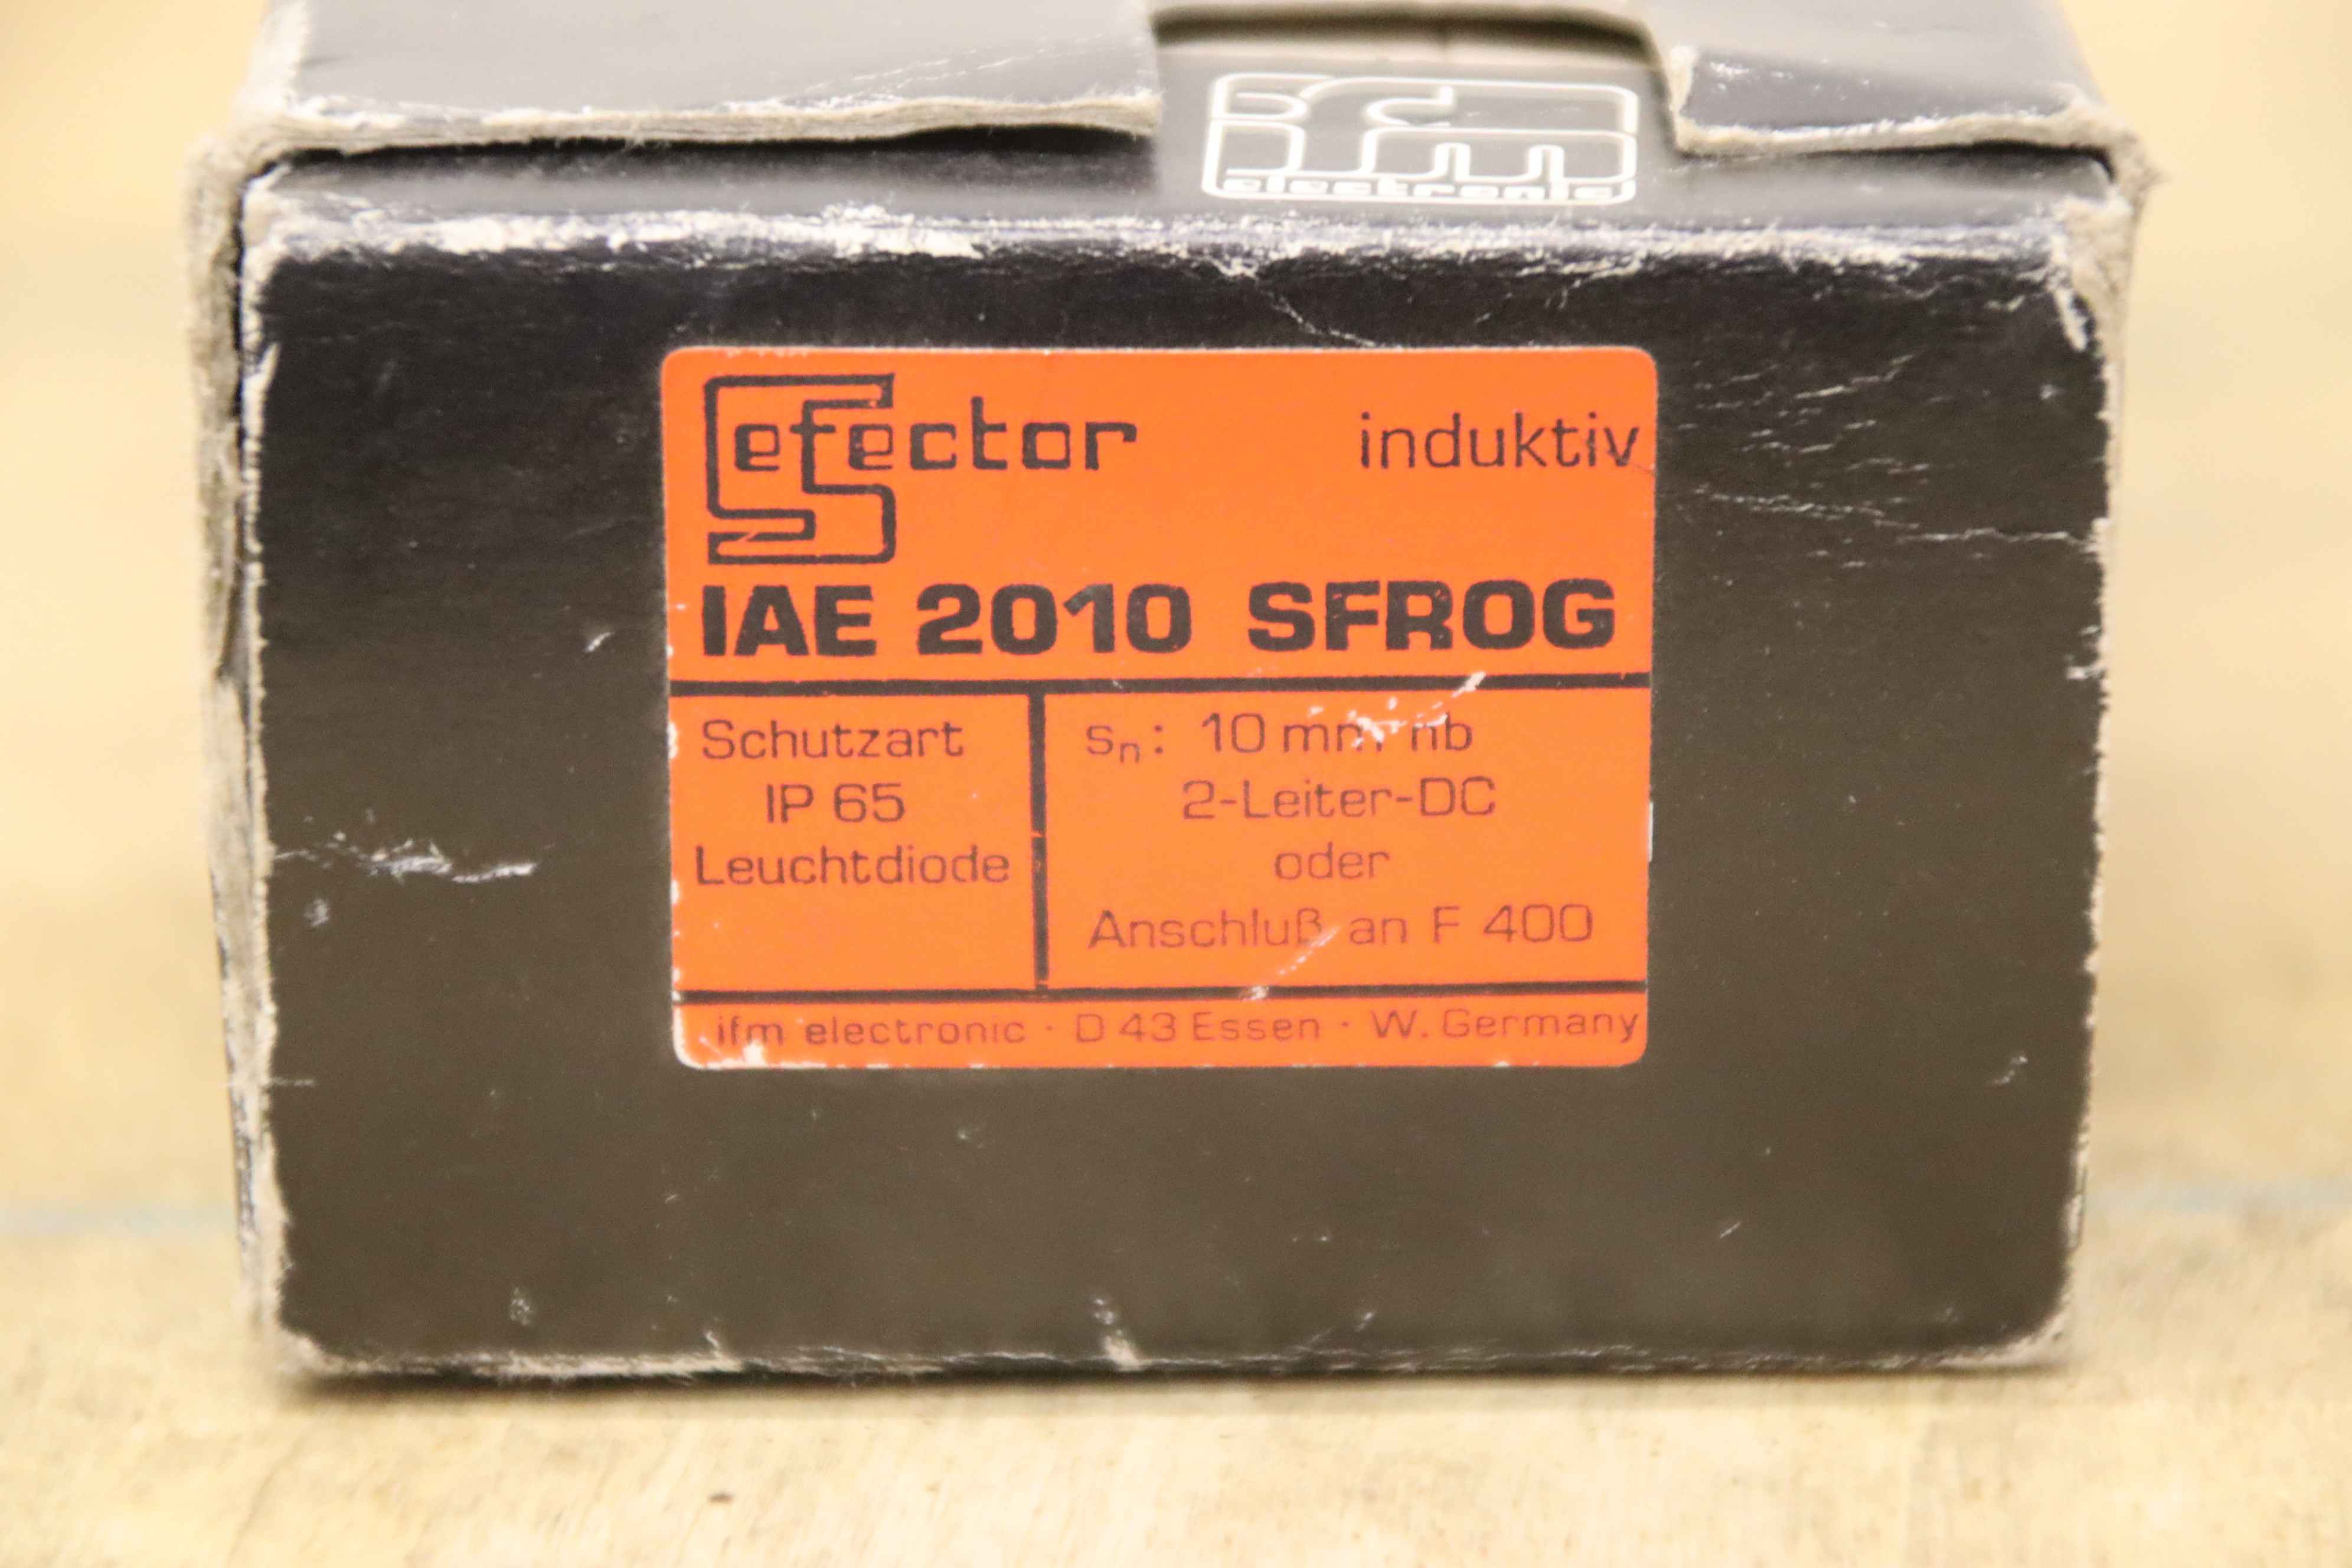 ifm
electronic
efector induktiv
IAE 2010 SFROG
Schutzart
IP 65
Leuchtdiode
sn: 10 mm nb
2-Leiter-DC
oder
Anschluß an F 400
ifm electronic · D 43 Essen · W. Germany